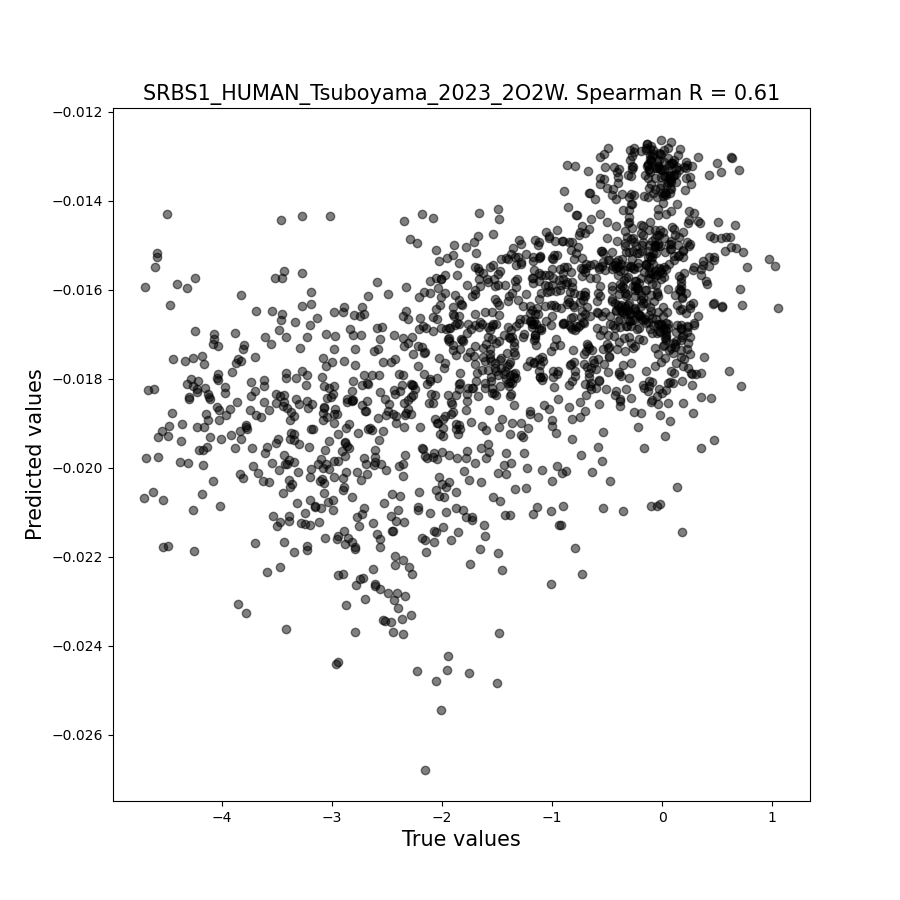 SRBS1_HUMAN_Tsuboyama_2023_2O2W. Spearman R = 0.61
−0.012
−0.014
−0.016
−0.018
−0.020
−0.022
−0.024
−0.026
Predicted values
−4 −3 −2 −1 0 1
True values